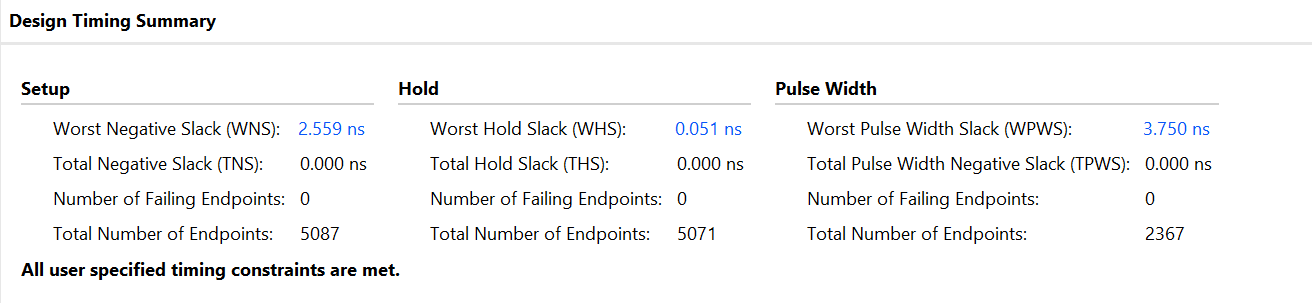 Design Timing Summary
Setup Hold Pulse Width
Worst Negative Slack (WNS): 2.559 ns Worst Hold Slack (WHS): 0.051 ns Worst Pulse Width Slack (WPWS): 3.750 ns
Total Negative Slack (TNS): 0.000 ns Total Hold Slack (THS): 0.000 ns Total Pulse Width Negative Slack (TPWS): 0.000 ns
Number of Failing Endpoints: 0 Number of Failing Endpoints: 0 Number of Failing Endpoints: 0
Total Number of Endpoints: 5087 Total Number of Endpoints: 5071 Total Number of Endpoints: 2367
All user specified timing constraints are met.